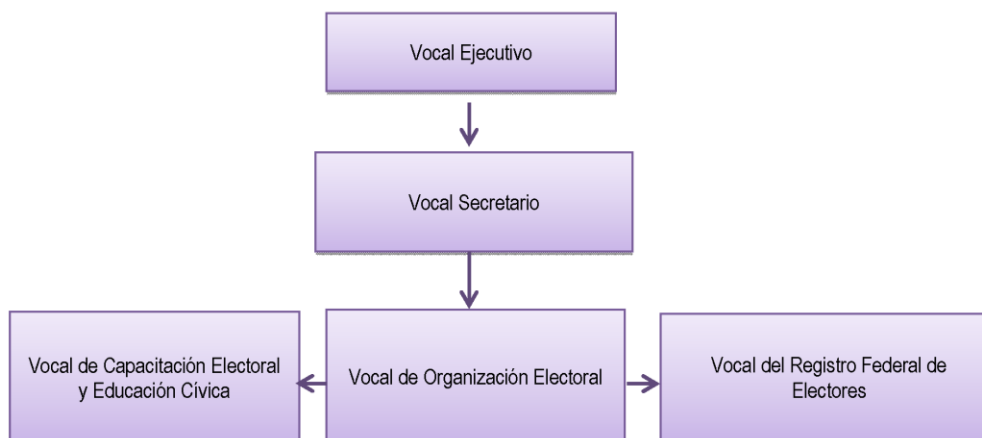 Vocal Ejecutivo
Vocal Secretario
Vocal de Capacitación Electoral
y Educación Cívica
Vocal de Organización Electoral
Vocal del Registro Federal de
Electores